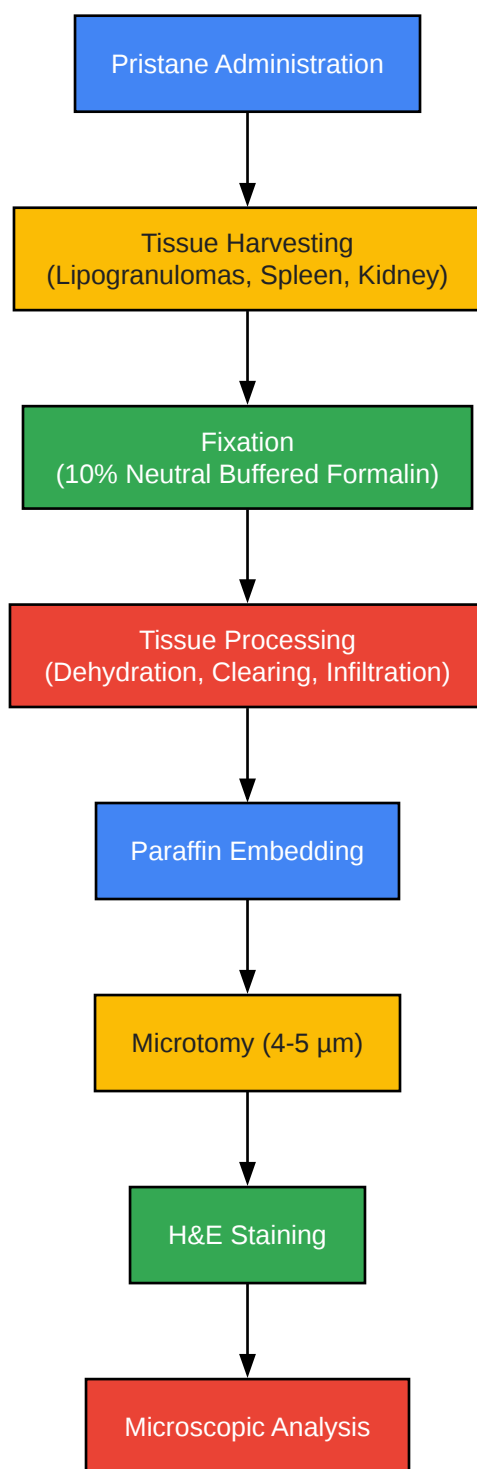 Pristane Administration
Tissue Harvesting
(Lipogranulomas, Spleen, Kidney)
Fixation
(10% Neutral Buffered Formalin)
Tissue Processing
(Dehydration, Clearing, Infiltration)
Paraffin Embedding
Microtomy (4-5 µm)
H&E Staining
Microscopic Analysis